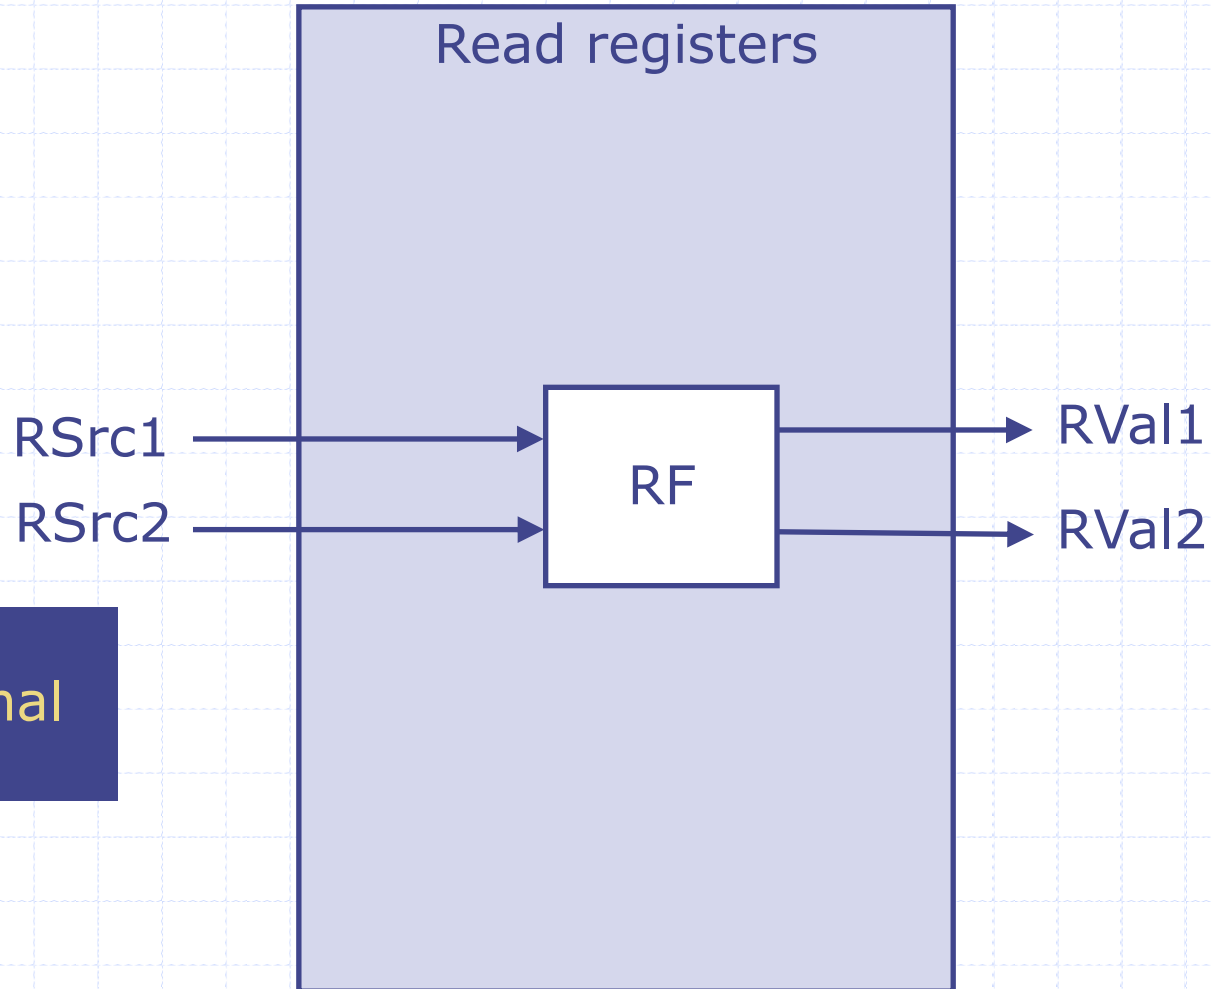 Read registers
RSrc1
RVal1
RF
RSrc2
RVal2
nal